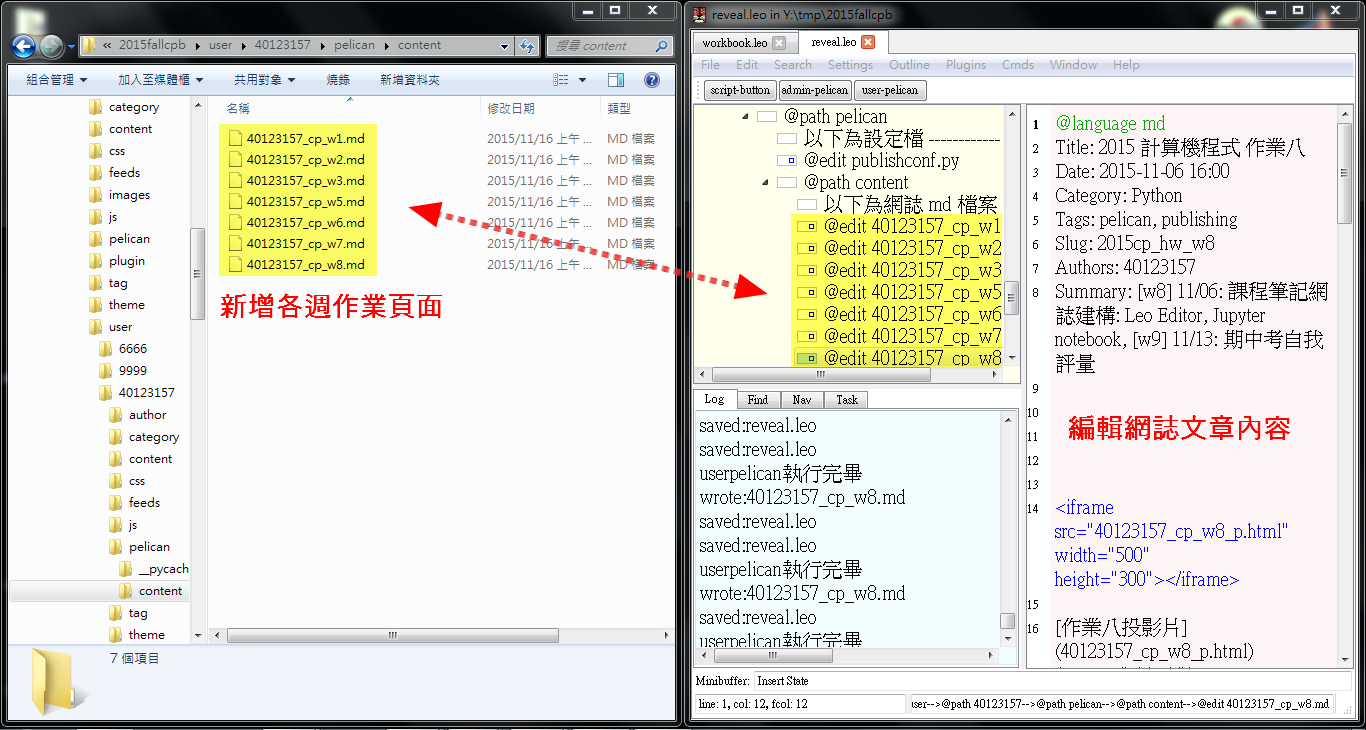 « 2015fallcpb ▸ user ▸ 40123157 ▸ pelican ▸ content
搜尋 content
組合管理 加入至媒體櫃 共用對象 燒錄 新增資料夾
category
content
css
feeds
images
js
pelican
plugin
tag
theme
user
6666
9999
40123157
author
category
content
css
feeds
js
pelican
__pycach
content
tag
theme
名稱 修改日期 類型
40123157_cp_w1.md 2015/11/16 上午 ... MD 檔案
40123157_cp_w2.md 2015/11/16 上午 ... MD 檔案
40123157_cp_w3.md 2015/11/16 上午 ... MD 檔案
40123157_cp_w5.md 2015/11/16 上午 ... MD 檔案
40123157_cp_w6.md 2015/11/16 上午 ... MD 檔案
40123157_cp_w7.md 2015/11/16 上午 ... MD 檔案
40123157_cp_w8.md 2015/11/16 上午 ... MD 檔案
新增各週作業頁面
7 個項目
reveal.leo in Y:\tmp\2015fallcpb
workbook.leo reveal.leo
File Edit Search Settings Outline Plugins Cmds Window Help
script-button admin-pelican user-pelican
@path pelican
以下為設定檔 ------------
@edit publishconf.py
@path content
以下為網誌 md 檔案
@edit 40123157_cp_w1
@edit 40123157_cp_w2
@edit 40123157_cp_w3
@edit 40123157_cp_w5
@edit 40123157_cp_w6
@edit 40123157_cp_w7
@edit 40123157_cp_w8
Log Find Nav Task
saved:reveal.leo
saved:reveal.leo
userpelican執行完畢
wrote:40123157_cp_w8.md
saved:reveal.leo
saved:reveal.leo
userpelican執行完畢
wrote:40123157_cp_w8.md
saved:reveal.leo
userpelican執行完畢
1 @language md
2 Title: 2015 計算機程式 作業八
3 Date: 2015-11-06 16:00
4 Category: Python
5 Tags: pelican, publishing
6 Slug: 2015cp_hw_w8
7 Authors: 40123157
8 Summary: [w8] 11/06: 課程筆記網
誌建構: Leo Editor, Jupyter
notebook, [w9] 11/13: 期中考自我
評量
9
10
11
編輯網誌文章內容
12
13
14 <iframe
src="40123157_cp_w8_p.html"
width="500"
height="300"></iframe>
15
16 [作業八投影片]
(40123157_cp_w8_p.html)
Minibuffer: Insert State
line: 1, col: 12, fcol: 12
user-->@path 40123157-->@path pelican-->@path content-->@edit 40123157_cp_w8.md